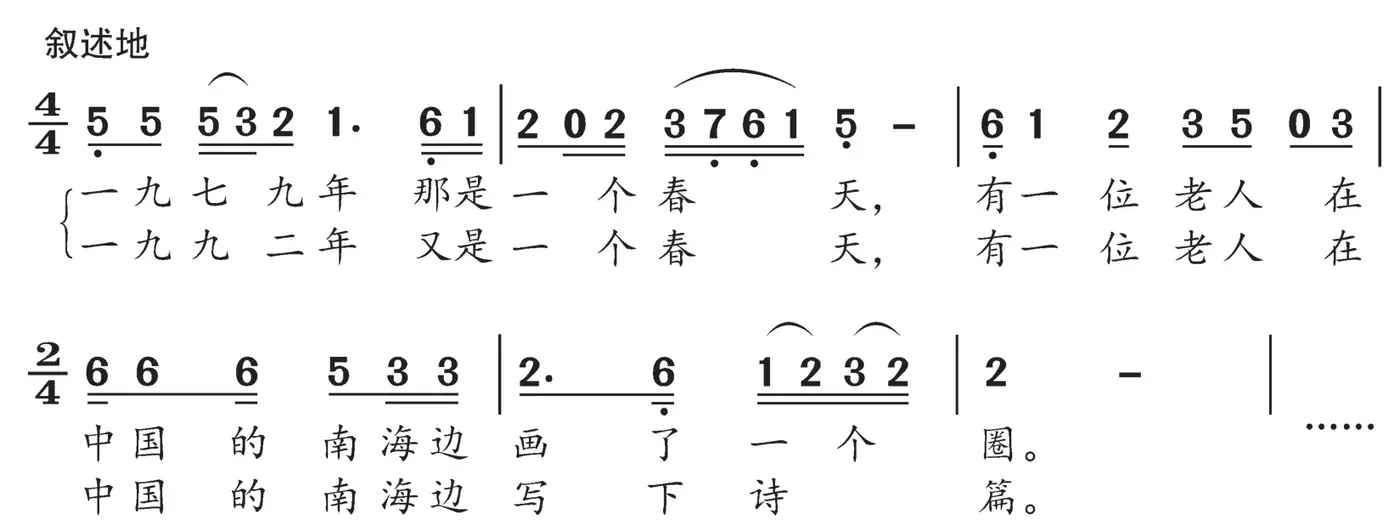 叙述地
4/4 5 5 5 3 2 1. 6 1 | 2 0 2 3 7 6 1 5 – | 6 1 2 3 5 0 3 |
一九七九年 那是一个春天，有一位老人在
一九九二年 又是一个春天，有一位老人在
2/4 6 6 6 5 3 3 | 2. 6 1 2 3 2 | 2 – | ……
中国的南海边画了一个圈。
中国的南海边写下诗篇。